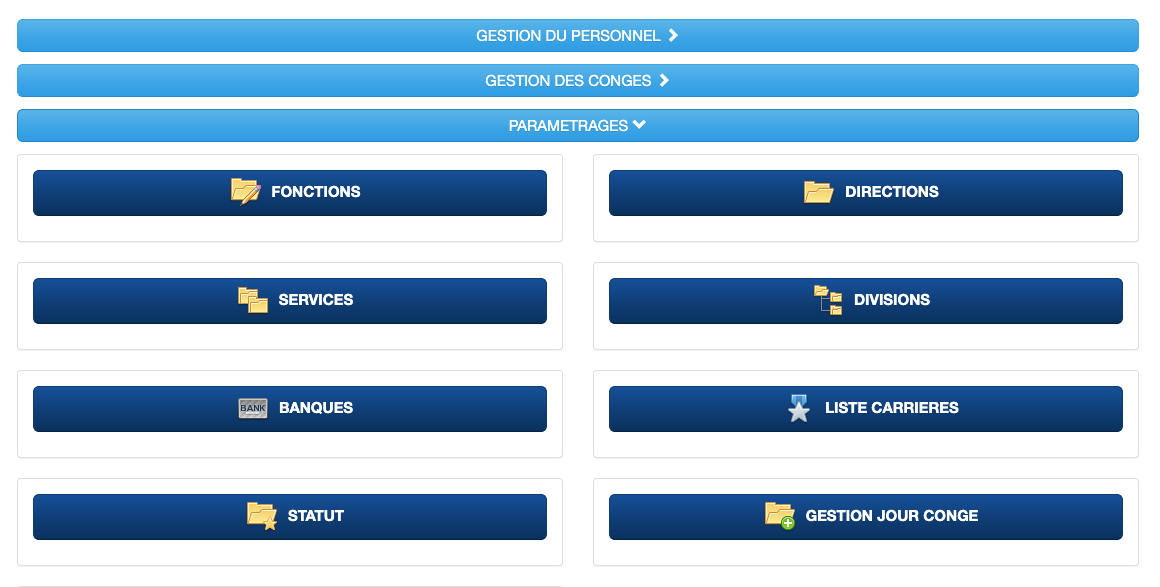 GESTION DU PERSONNEL
GESTION DES CONGES
PARAMETRAGES
FONCTIONS
DIRECTIONS
SERVICES
DIVISIONS
BANK BANQUES
LISTE CARRIERES
STATUT
GESTION JOUR CONGE